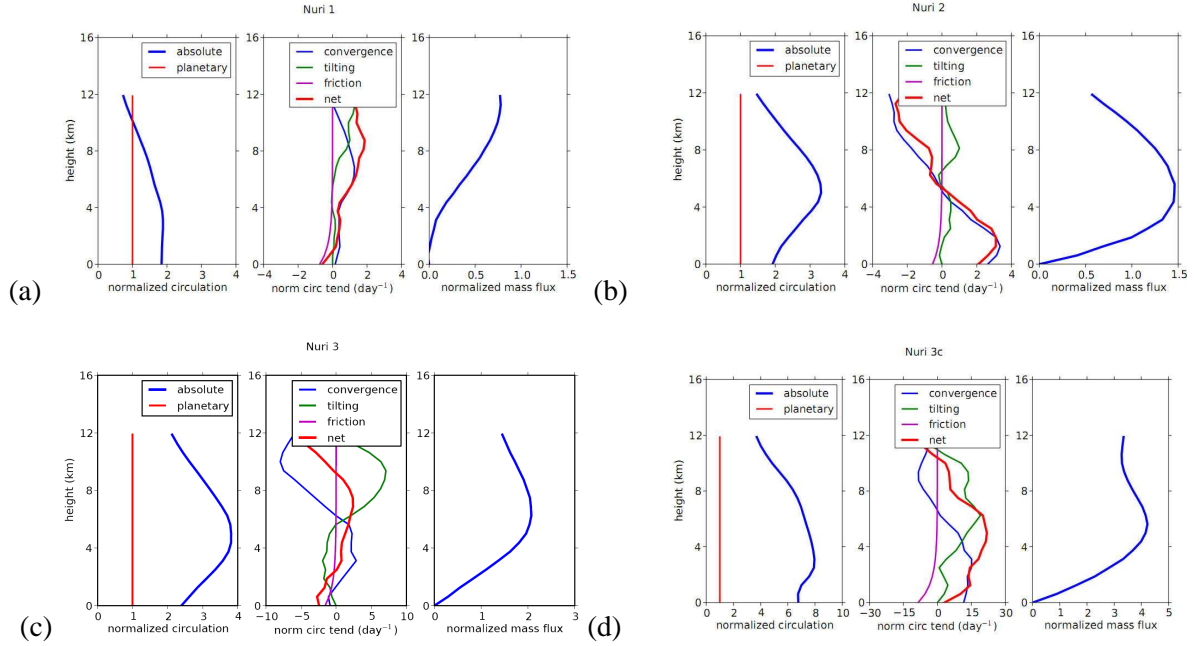 Nuri 1
16
12
8
4
0
height (km)
0 1 2 3 4
normalized circulation
absolute
planetary
16
12
8
4
0
−4 −2 0 2 4
norm circ tend (day⁻¹)
convergence
tilting
friction
net
16
12
8
4
0
0.0 0.5 1.0 1.5
normalized mass flux
(a)
Nuri 2
16
12
8
4
0
height (km)
0 1 2 3 4
normalized circulation
absolute
planetary
16
12
8
4
0
−4 −2 0 2 4
norm circ tend (day⁻¹)
convergence
tilting
friction
net
16
12
8
4
0
0.0 0.5 1.0 1.5
normalized mass flux
(b)
Nuri 3
16
12
8
4
0
height (km)
0 1 2 3 4
normalized circulation
absolute
planetary
16
12
8
4
0
−10 −5 0 5 10
norm circ tend (day⁻¹)
convergence
tilting
friction
net
16
12
8
4
0
0 1 2 3
normalized mass flux
(c)
Nuri 3c
16
12
8
4
0
height (km)
0 2 4 6 8 10
normalized circulation
absolute
planetary
16
12
8
4
0
−30 −15 0 15 30
norm circ tend (day⁻¹)
convergence
tilting
friction
net
16
12
8
4
0
0 1 2 3 4 5
normalized mass flux
(d)